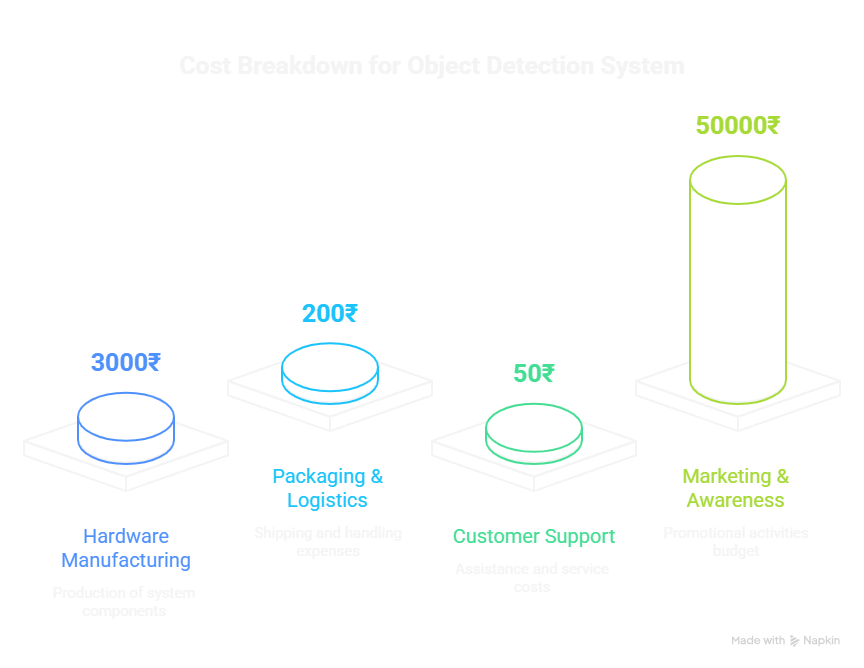 Cost Breakdown for Object Detection System
50000₹
200₹
3000₹
50₹
Hardware
Manufacturing
Production of system
components
Packaging &
Logistics
Shipping and handling
expenses
Customer Support
Assistance and service
costs
Marketing &
Awareness
Promotional activities
budget
Made with Napkin